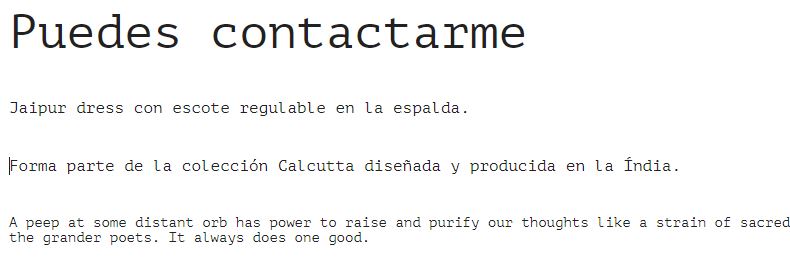 Puedes contactarme
Jaipur dress con escote regulable en la espalda.
Forma parte de la colección Calcutta diseñada y producida en la Índia.
A peep at some distant orb has power to raise and purify our thoughts like a strain of sacred
the grander poets. It always does one good.